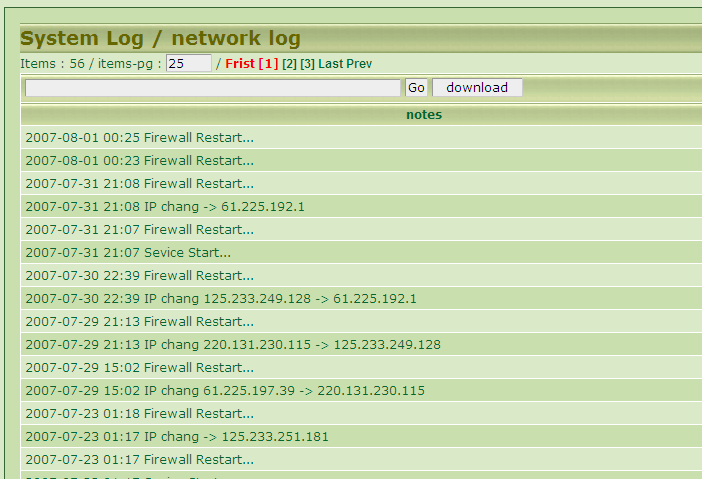 System Log / network log
Items : 56 / items-pg : 25 / Frist [1] [2] [3] Last Prev
Go download
notes
2007-08-01 00:25 Firewall Restart...
2007-08-01 00:23 Firewall Restart...
2007-07-31 21:08 Firewall Restart...
2007-07-31 21:08 IP chang -> 61.225.192.1
2007-07-31 21:07 Firewall Restart...
2007-07-31 21:07 Sevice Start...
2007-07-30 22:39 Firewall Restart...
2007-07-30 22:39 IP chang 125.233.249.128 -> 61.225.192.1
2007-07-29 21:13 Firewall Restart...
2007-07-29 21:13 IP chang 220.131.230.115 -> 125.233.249.128
2007-07-29 15:02 Firewall Restart...
2007-07-29 15:02 IP chang 61.225.197.39 -> 220.131.230.115
2007-07-23 01:18 Firewall Restart...
2007-07-23 01:17 IP chang -> 125.233.251.181
2007-07-23 01:17 Firewall Restart...